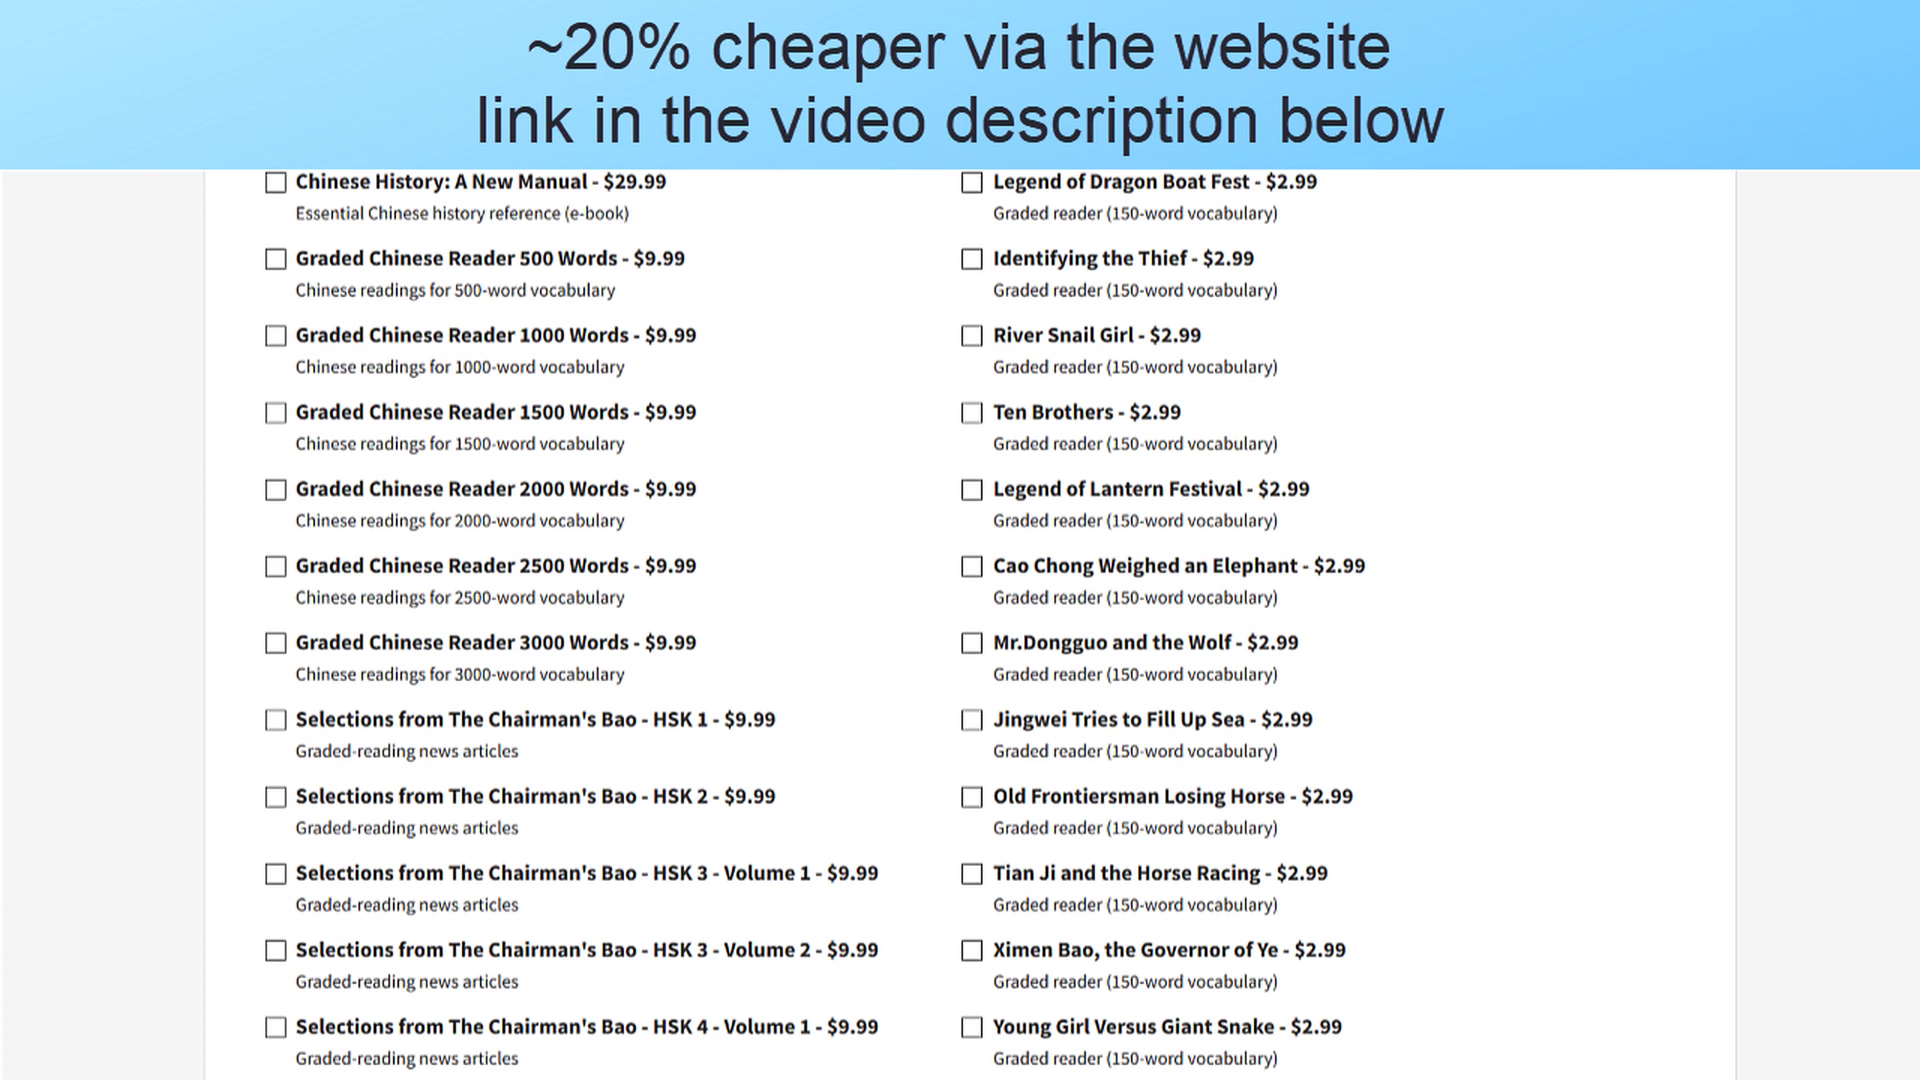 ~20% cheaper via the website
link in the video description below
Chinese History: A New Manual - $29.99
Essential Chinese history reference (e-book)
Graded Chinese Reader 500 Words - $9.99
Chinese readings for 500-word vocabulary
Graded Chinese Reader 1000 Words - $9.99
Chinese readings for 1000-word vocabulary
Graded Chinese Reader 1500 Words - $9.99
Chinese readings for 1500-word vocabulary
Graded Chinese Reader 2000 Words - $9.99
Chinese readings for 2000-word vocabulary
Graded Chinese Reader 2500 Words - $9.99
Chinese readings for 2500-word vocabulary
Graded Chinese Reader 3000 Words - $9.99
Chinese readings for 3000-word vocabulary
Selections from The Chairman's Bao - HSK 1 - $9.99
Graded-reading news articles
Selections from The Chairman's Bao - HSK 2 - $9.99
Graded-reading news articles
Selections from The Chairman's Bao - HSK 3 - Volume 1 - $9.99
Graded-reading news articles
Selections from The Chairman's Bao - HSK 3 - Volume 2 - $9.99
Graded-reading news articles
Selections from The Chairman's Bao - HSK 4 - Volume 1 - $9.99
Graded-reading news articles
Legend of Dragon Boat Fest - $2.99
Graded reader (150-word vocabulary)
Identifying the Thief - $2.99
Graded reader (150-word vocabulary)
River Snail Girl - $2.99
Graded reader (150-word vocabulary)
Ten Brothers - $2.99
Graded reader (150-word vocabulary)
Legend of Lantern Festival - $2.99
Graded reader (150-word vocabulary)
Cao Chong Weighed an Elephant - $2.99
Graded reader (150-word vocabulary)
Mr.Dongguo and the Wolf - $2.99
Graded reader (150-word vocabulary)
Jingwei Tries to Fill Up Sea - $2.99
Graded reader (150-word vocabulary)
Old Frontiersman Losing Horse - $2.99
Graded reader (150-word vocabulary)
Tian Ji and the Horse Racing - $2.99
Graded reader (150-word vocabulary)
Ximen Bao, the Governor of Ye - $2.99
Graded reader (150-word vocabulary)
Young Girl Versus Giant Snake - $2.99
Graded reader (150-word vocabulary)